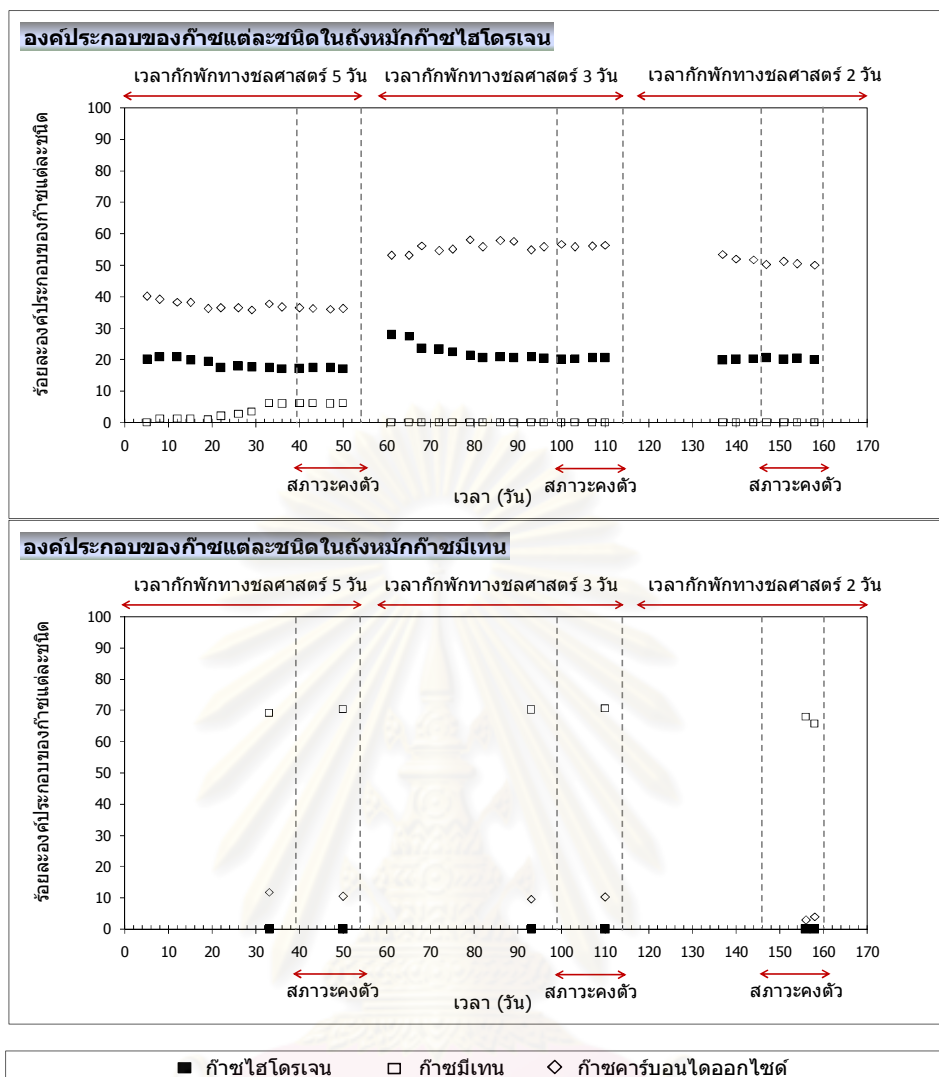 องค์ประกอบของก๊าซแต่ละชนิดในถังหมักก๊าซไฮโดรเจน
เวลากักพักทางชลศาสตร์ 5 วัน เวลากักพักทางชลศาสตร์ 3 วัน เวลากักพักทางชลศาสตร์ 2 วัน
ร้อยละองค์ประกอบของก๊าซแต่ละชนิด
100
90
80
70
60
50
40
30
20
10
0
0 10 20 30 40 50 60 70 80 90 100 110 120 130 140 150 160 170
สภาวะคงตัว สภาวะคงตัว สภาวะคงตัว
เวลา (วัน)
องค์ประกอบของก๊าซแต่ละชนิดในถังหมักก๊าซมีเทน
เวลากักพักทางชลศาสตร์ 5 วัน เวลากักพักทางชลศาสตร์ 3 วัน เวลากักพักทางชลศาสตร์ 2 วัน
ร้อยละองค์ประกอบของก๊าซแต่ละชนิด
100
90
80
70
60
50
40
30
20
10
0
0 10 20 30 40 50 60 70 80 90 100 110 120 130 140 150 160 170
สภาวะคงตัว สภาวะคงตัว สภาวะคงตัว
เวลา (วัน)
ก๊าซไฮโดรเจน ก๊าซมีเทน ก๊าซคาร์บอนไดออกไซด์